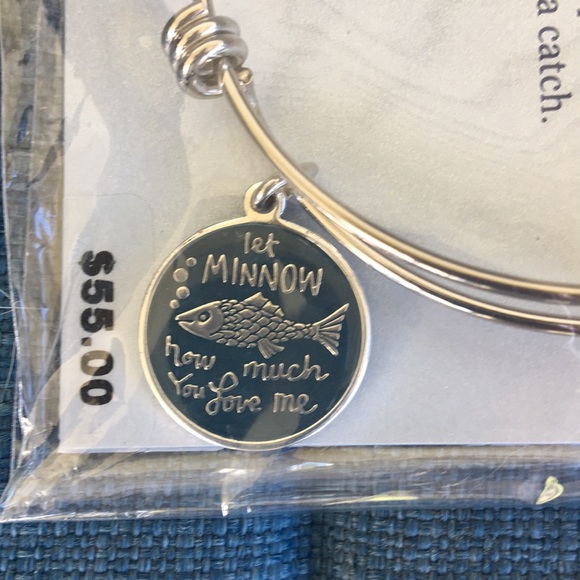 a catch.
let
MINNOW
how much
You Love me
$55.00